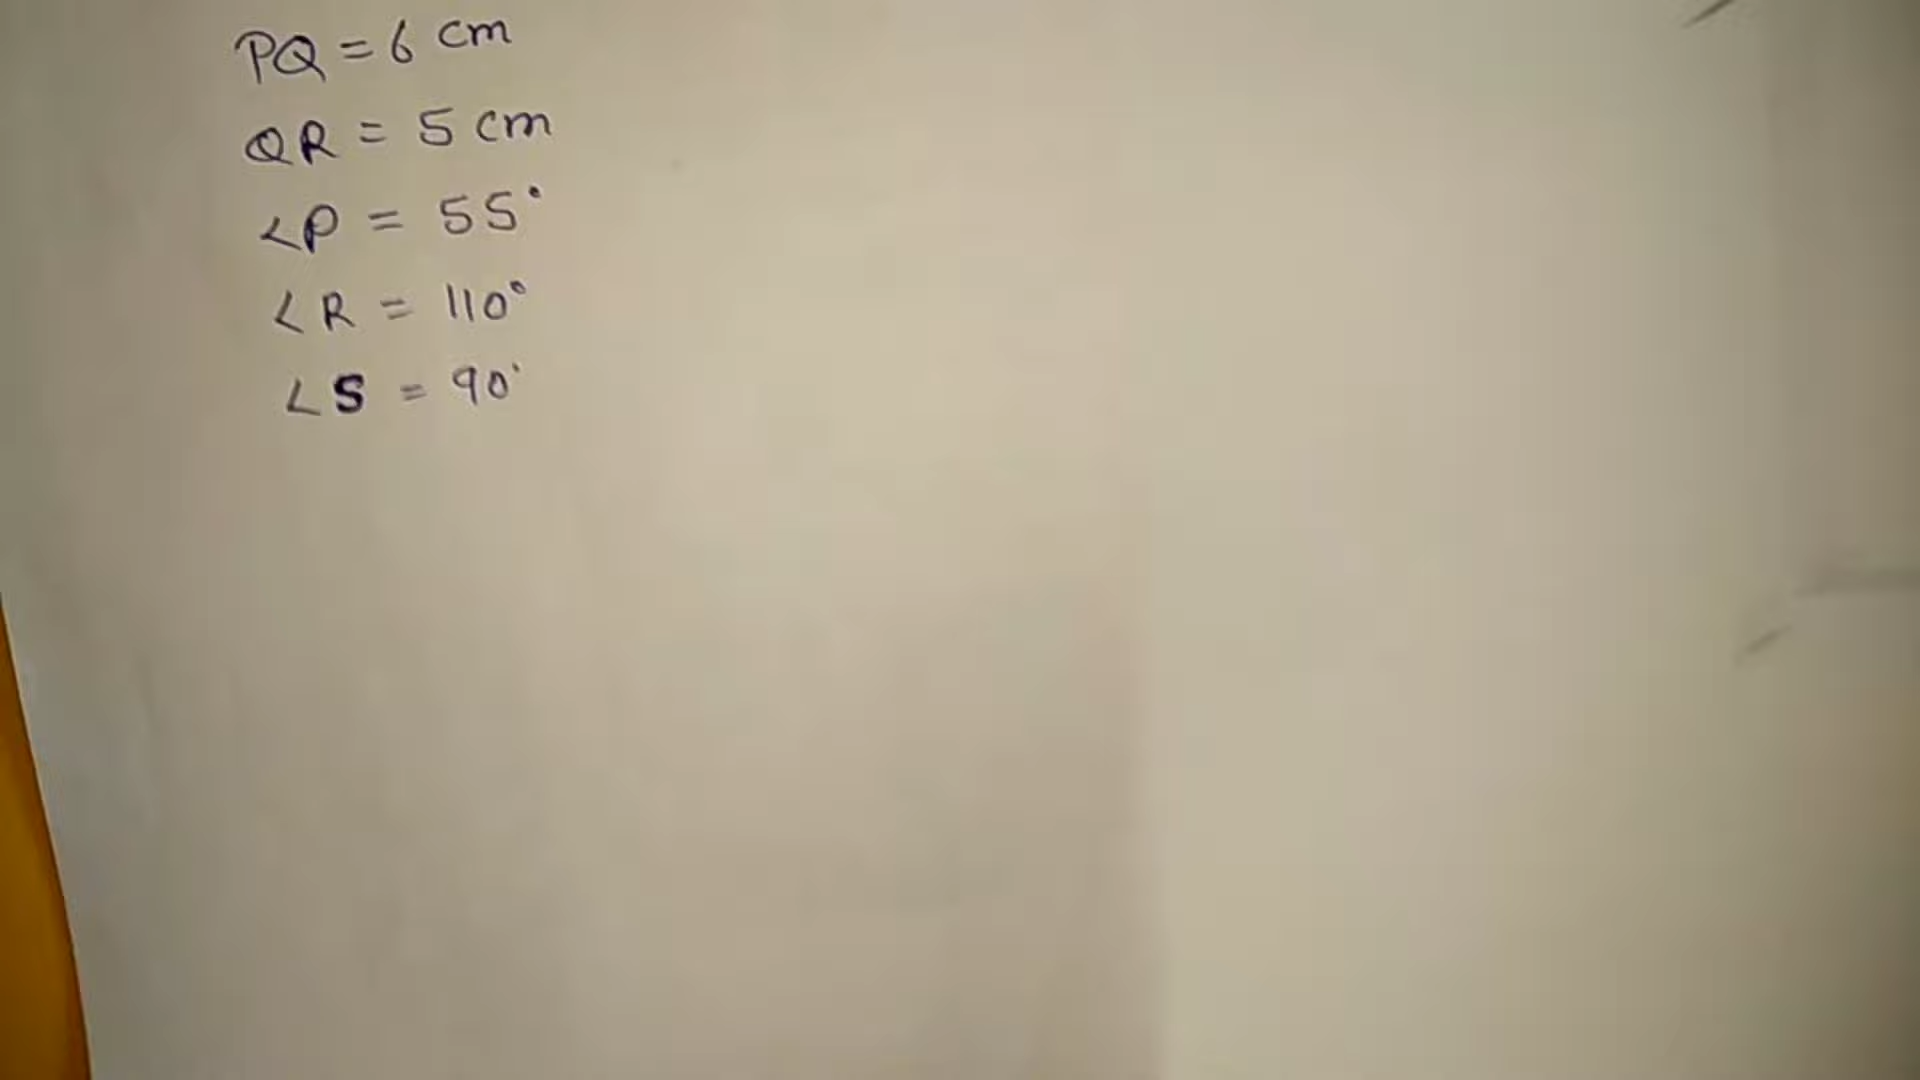 PQ = 6 cm
QR = 5 cm
∠P = 55°
∠R = 110°
∠S = 90°